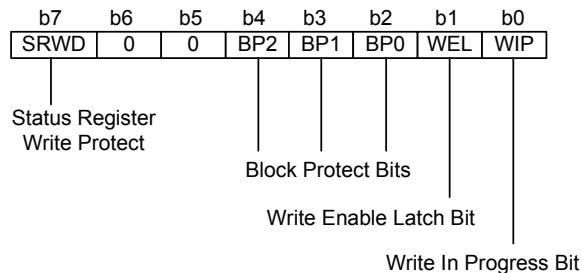 b7 b6 b5 b4 b3 b2 b1 b0
SRWD 0 0 BP2 BP1 BP0 WEL WIP
Status Register
Write Protect
Block Protect Bits
Write Enable Latch Bit
Write In Progress Bit